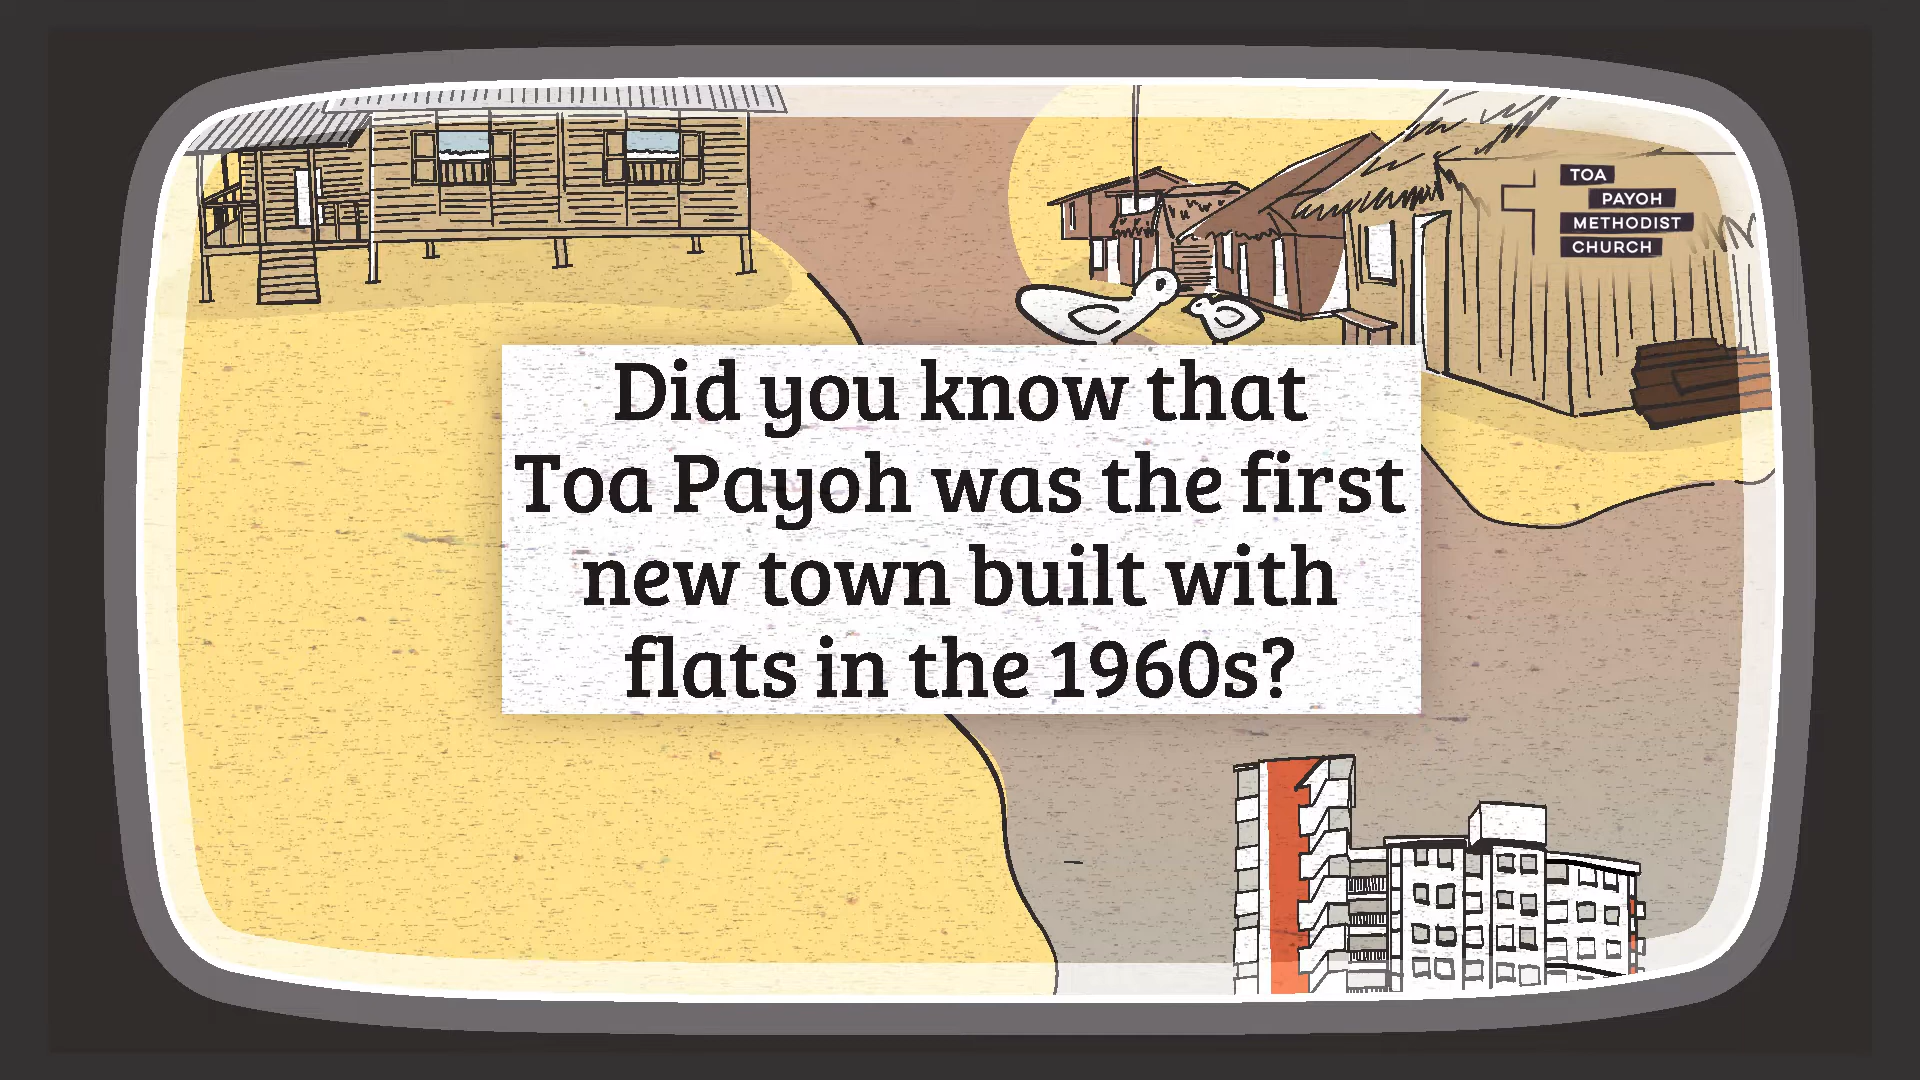 TOA
PAYOH
METHODIST
CHURCH
Did you know that
Toa Payoh was the first
new town built with
flats in the 1960s?